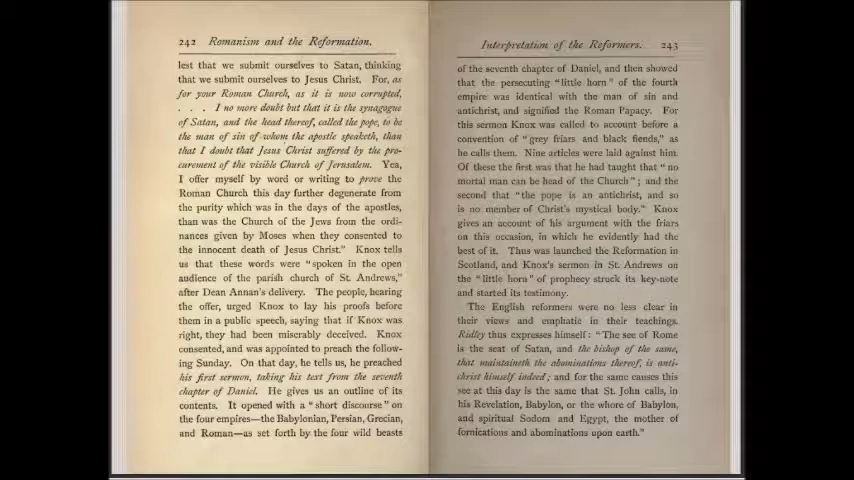 242 Romanism and the Reformation.
lest that we submit ourselves to Satan, thinking
that we submit ourselves to Jesus Christ. For, as
for your Roman Church, as it is now corrupted,
. . . I no more doubt but that it is the synagogue
of Satan, and the head thereof, called the pope, to be
the man of sin of whom the apostle speaketh, than
that I doubt that Jesus Christ suffered by the pro-
curement of the visible Church of Jerusalem. Yea,
I offer myself by word or writing to prove the
Roman Church this day further degenerate from
the purity which was in the days of the apostles,
than was the Church of the Jews from the ordi-
nances given by Moses when they consented to
the innocent death of Jesus Christ." Knox tells
us that these words were "spoken in the open
audience of the parish church of St. Andrews,"
after Dean Annan's delivery. The people, hearing
the offer, urged Knox to lay his proofs before
them in a public speech, saying that if Knox was
right, they had been miserably deceived. Knox
consented, and was appointed to preach the follow-
ing Sunday. On that day, he tells us, he preached
his first sermon, taking his text from the seventh
chapter of Daniel. He gives us an outline of its
contents. It opened with a "short discourse" on
the four empires—the Babylonian, Persian, Grecian,
and Roman—as set forth by the four wild beasts
Interpretation of the Reformers. 243
of the seventh chapter of Daniel, and then showed
that the persecuting "little horn" of the fourth
empire was identical with the man of sin and
antichrist, and signified the Roman Papacy. For
this sermon Knox was called to account before a
convention of "grey friars and black fiends," as
he calls them. Nine articles were laid against him.
Of these the first was that he had taught that "no
mortal man can be head of the Church"; and the
second that "the pope is an antichrist, and so
is no member of Christ's mystical body." Knox
gives an account of his argument with the friars
on this occasion, in which he evidently had the
best of it. Thus was launched the Reformation in
Scotland, and Knox's sermon in St. Andrews on
the "little horn" of prophecy struck its key-note
and started its testimony.
The English reformers were no less clear in
their views and emphatic in their teachings.
Ridley thus expresses himself: "The see of Rome
is the seat of Satan, and the bishop of the same,
that maintaineth the abominations thereof, is anti-
christ himself indeed; and for the same causes this
see at this day is the same that St. John calls, in
his Revelation, Babylon, or the whore of Babylon,
and spiritual Sodom and Egypt, the mother of
fornications and abominations upon earth."